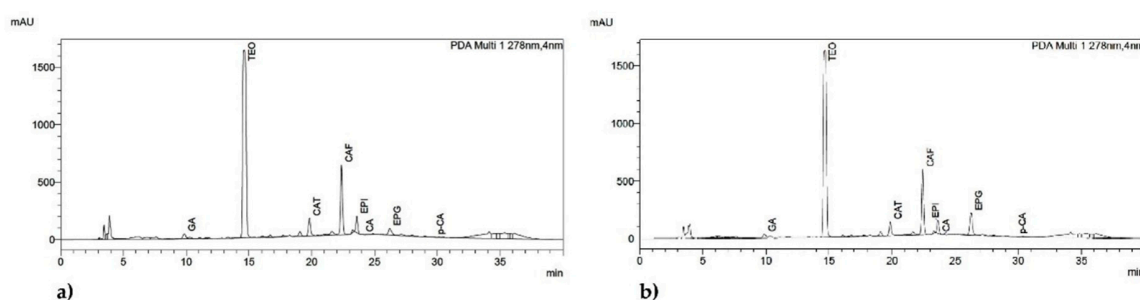 mAU
PDA Multi 1 278nm,4nm
1500
1000
500
0
TEO
GA
CAT
CAF
EPI
CA
EPG
p-CA
0 5 10 15 20 25 30 35
min
a)
mAU
PDA Multi 1 278nm,4nm
1500
1000
500
0
TEO
GA
CAT
CAF
EPI
CA
EPG
p-CA
0 5 10 15 20 25 30 35
min
b)